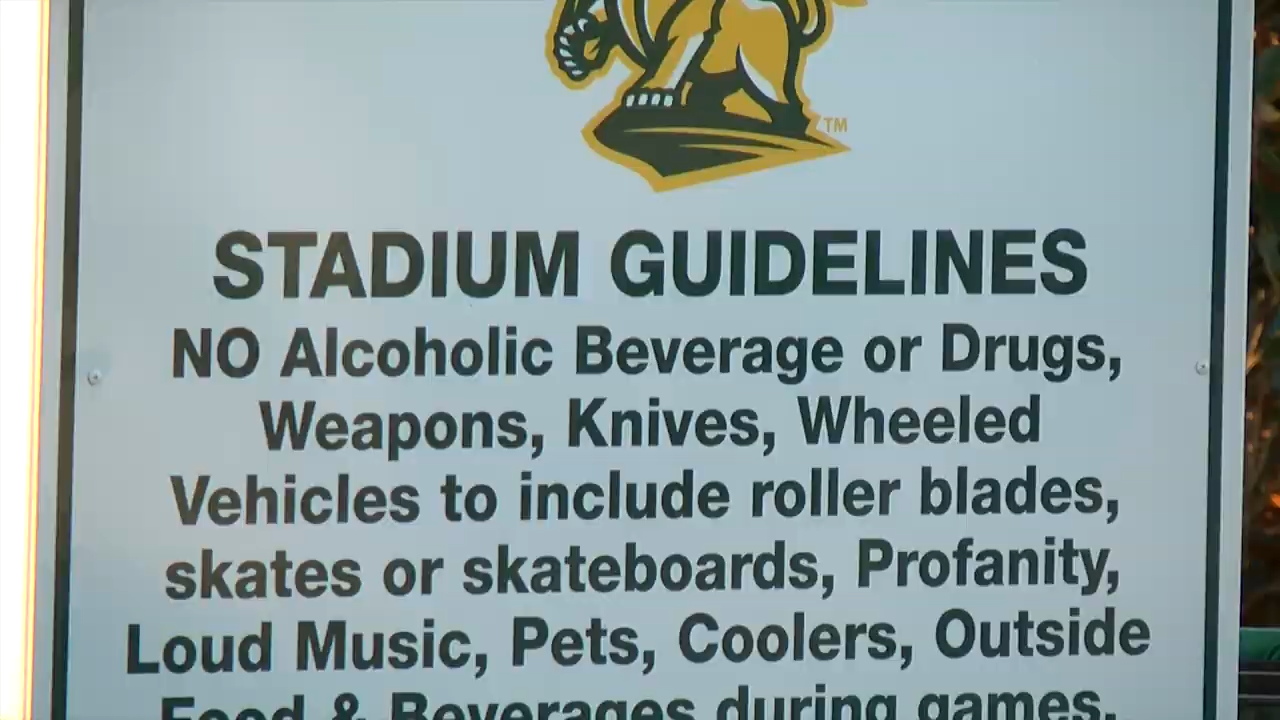 TM
STADIUM GUIDELINES
NO Alcoholic Beverage or Drugs,
Weapons, Knives, Wheeled
Vehicles to include roller blades,
skates or skateboards, Profanity,
Loud Music, Pets, Coolers, Outside
Food & Beverages during games.